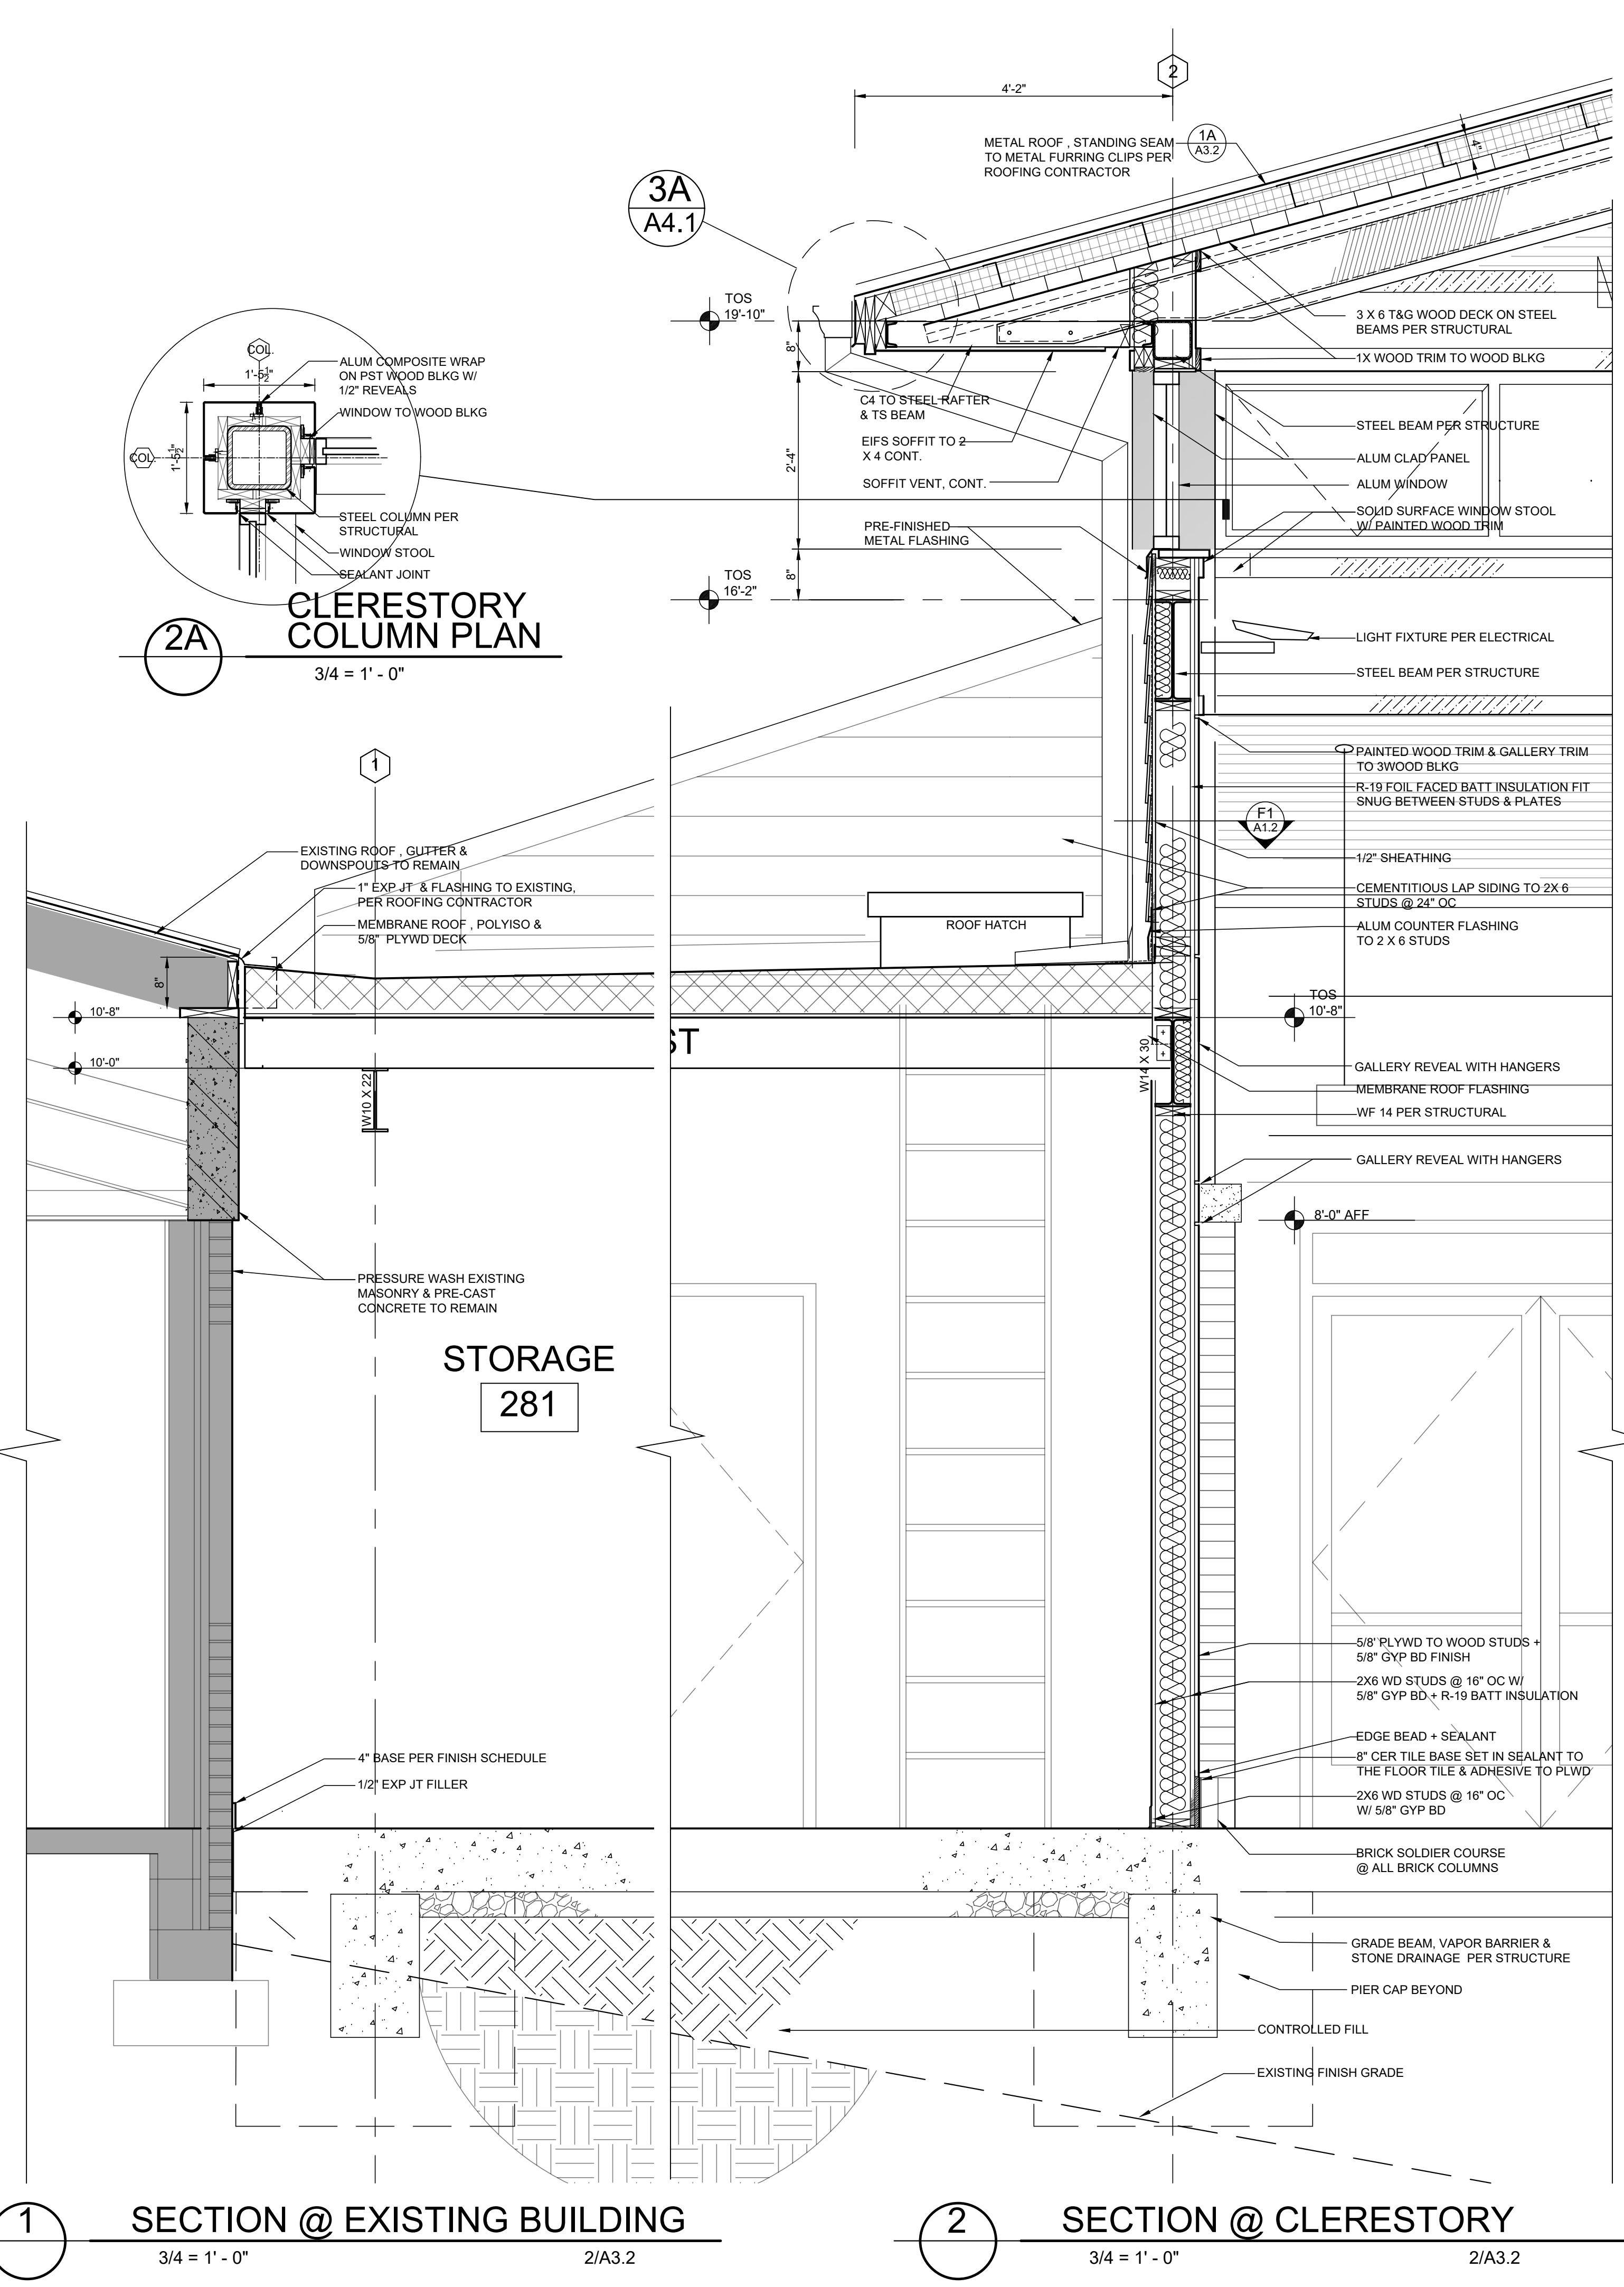 2
4'-2"
METAL ROOF , STANDING SEAM
TO METAL FURRING CLIPS PER
ROOFING CONTRACTOR
1A
A3.2
4"
3A
A4.1
TOS
19'-10"
8"
2'-4"
8"
TOS
16'-2"
C4 TO STEEL RAFTER
& TS BEAM
EIFS SOFFIT TO 2
X 4 CONT.
SOFFIT VENT, CONT.
PRE-FINISHED
METAL FLASHING
3 X 6 T&G WOOD DECK ON STEEL
BEAMS PER STRUCTURAL
1X WOOD TRIM TO WOOD BLKG
STEEL BEAM PER STRUCTURE
ALUM CLAD PANEL
ALUM WINDOW
SOLID SURFACE WINDOW STOOL
W/ PAINTED WOOD TRIM
LIGHT FIXTURE PER ELECTRICAL
STEEL BEAM PER STRUCTURE
PAINTED WOOD TRIM & GALLERY TRIM
TO 3WOOD BLKG
R-19 FOIL FACED BATT INSULATION FIT
SNUG BETWEEN STUDS & PLATES
F1
A1.2
1/2" SHEATHING
CEMENTITIOUS LAP SIDING TO 2X 6
STUDS @ 24" OC
ALUM COUNTER FLASHING
TO 2 X 6 STUDS
TOS
10'-8"
GALLERY REVEAL WITH HANGERS
MEMBRANE ROOF FLASHING
WF 14 PER STRUCTURAL
GALLERY REVEAL WITH HANGERS
8'-0" AFF
COL.
1'-5½"
COL.
1'-5½"
ALUM COMPOSITE WRAP
ON PST WOOD BLKG W/
1/2" REVEALS
WINDOW TO WOOD BLKG
STEEL COLUMN PER
STRUCTURAL
WINDOW STOOL
SEALANT JOINT
2A
CLERESTORY
COLUMN PLAN
3/4 = 1' - 0"
1
EXISTING ROOF , GUTTER &
DOWNSPOUTS TO REMAIN
1" EXP JT & FLASHING TO EXISTING,
PER ROOFING CONTRACTOR
MEMBRANE ROOF , POLYISO &
5/8" PLYWD DECK
ROOF HATCH
8"
10'-8"
10'-0"
W10 X 22
ST
W14 X 30
PRESSURE WASH EXISTING
MASONRY & PRE-CAST
CONCRETE TO REMAIN
STORAGE
281
4" BASE PER FINISH SCHEDULE
1/2" EXP JT FILLER
5/8' PLYWD TO WOOD STUDS +
5/8" GYP BD FINISH
2X6 WD STUDS @ 16" OC W/
5/8" GYP BD + R-19 BATT INSULATION
EDGE BEAD + SEALANT
8" CER TILE BASE SET IN SEALANT TO
THE FLOOR TILE & ADHESIVE TO PLWD
2X6 WD STUDS @ 16" OC
W/ 5/8" GYP BD
BRICK SOLDIER COURSE
@ ALL BRICK COLUMNS
GRADE BEAM, VAPOR BARRIER &
STONE DRAINAGE PER STRUCTURE
PIER CAP BEYOND
CONTROLLED FILL
EXISTING FINISH GRADE
1
SECTION @ EXISTING BUILDING
3/4 = 1' - 0"
2/A3.2
2
SECTION @ CLERESTORY
3/4 = 1' - 0"
2/A3.2